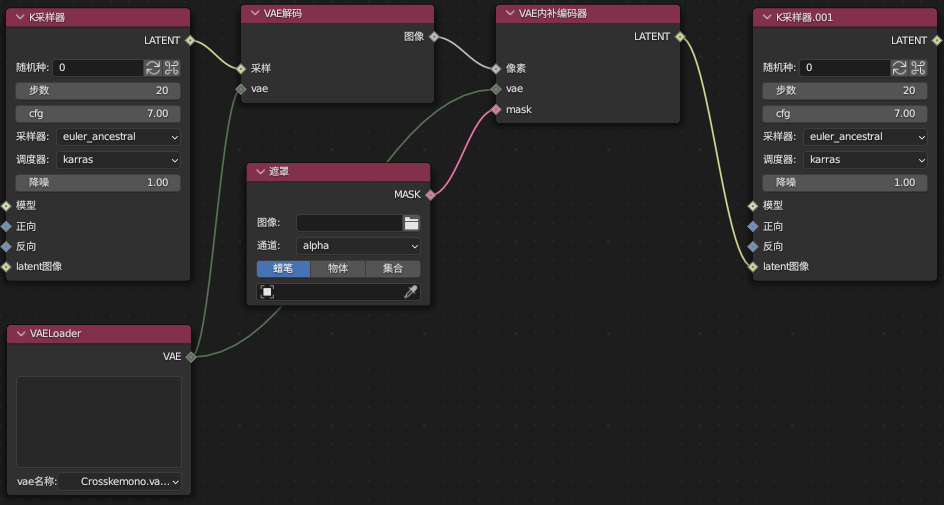 K采样器
LATENT
随机种: 0
步数 20
cfg 7.00
采样器: euler_ancestral
调度器: karras
降噪 1.00
模型
正向
反向
latent图像
VAELoader
VAE
vae名称: Crosskemono.va...
VAE解码
图像
采样
vae
遮罩
MASK
图像:
通道: alpha
蜡笔 物体 集合
VAE内补编码器
LATENT
像素
vae
mask
K采样器.001
LATENT
随机种: 0
步数 20
cfg 7.00
采样器: euler_ancestral
调度器: karras
降噪 1.00
模型
正向
反向
latent图像